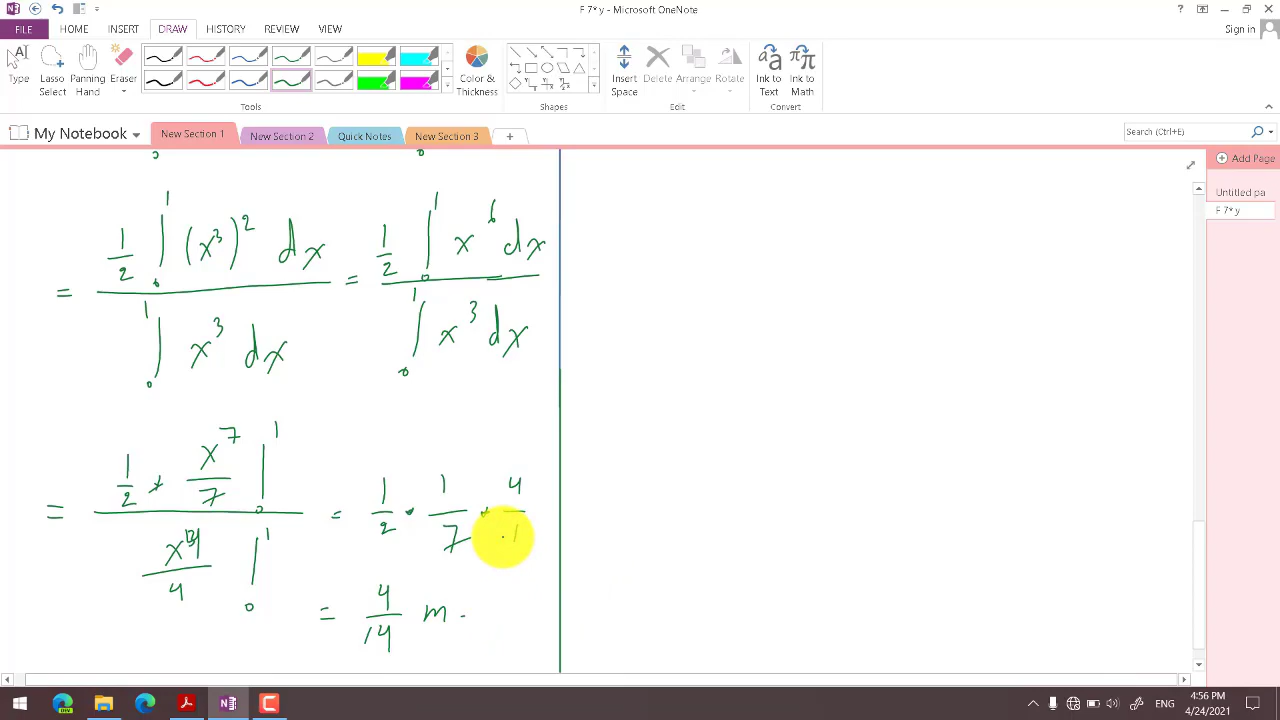 F 7* y - Microsoft OneNote
?
FILE HOME INSERT DRAW HISTORY REVIEW VIEW
Sign in
Type Lasso Select Panning Hand Eraser
Color & Thickness
Insert Space Delete Arrange Rotate
Ink to Text Ink to Math
Tools Shapes Edit Convert
My Notebook New Section 1 New Section 2 Quick Notes New Section 3 +
Search (Ctrl+E)
Add Page
Untitled pa
F 7* y
= (1/2 ∫₀¹ (x³)² dx) / (∫₀¹ x³ dx) = (1/2 ∫₀¹ x⁶ dx) / (∫₀¹ x³ dx)
= (1/2 * x⁷/7 |₀¹) / (x⁴/4 |₀¹) = 1/2 * 1/7 * 4/1
= 4/14 m.
ENG
4:56 PM
4/24/2021